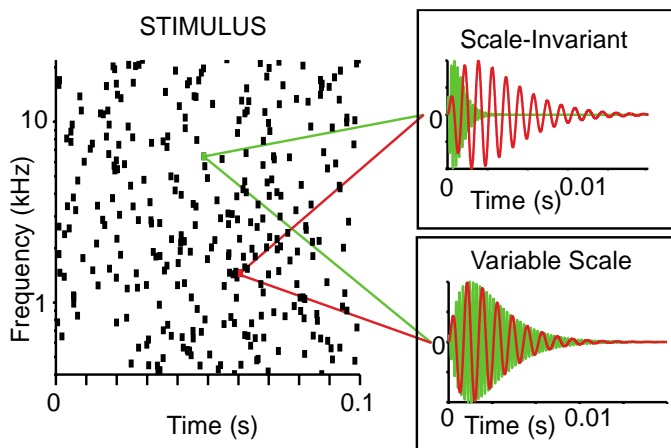 STIMULUS
Frequency (kHz)
10
1
0
0.1
Time (s)
Scale-Invariant
0
0
0.01
Time (s)
Variable Scale
0
0
0.01
Time (s)